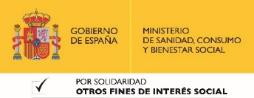 GOBIERNO
DE ESPAÑA
MINISTERIO
DE SANIDAD, CONSUMO
Y BIENESTAR SOCIAL
POR SOLIDARIDAD
OTROS FINES DE INTERÉS SOCIAL